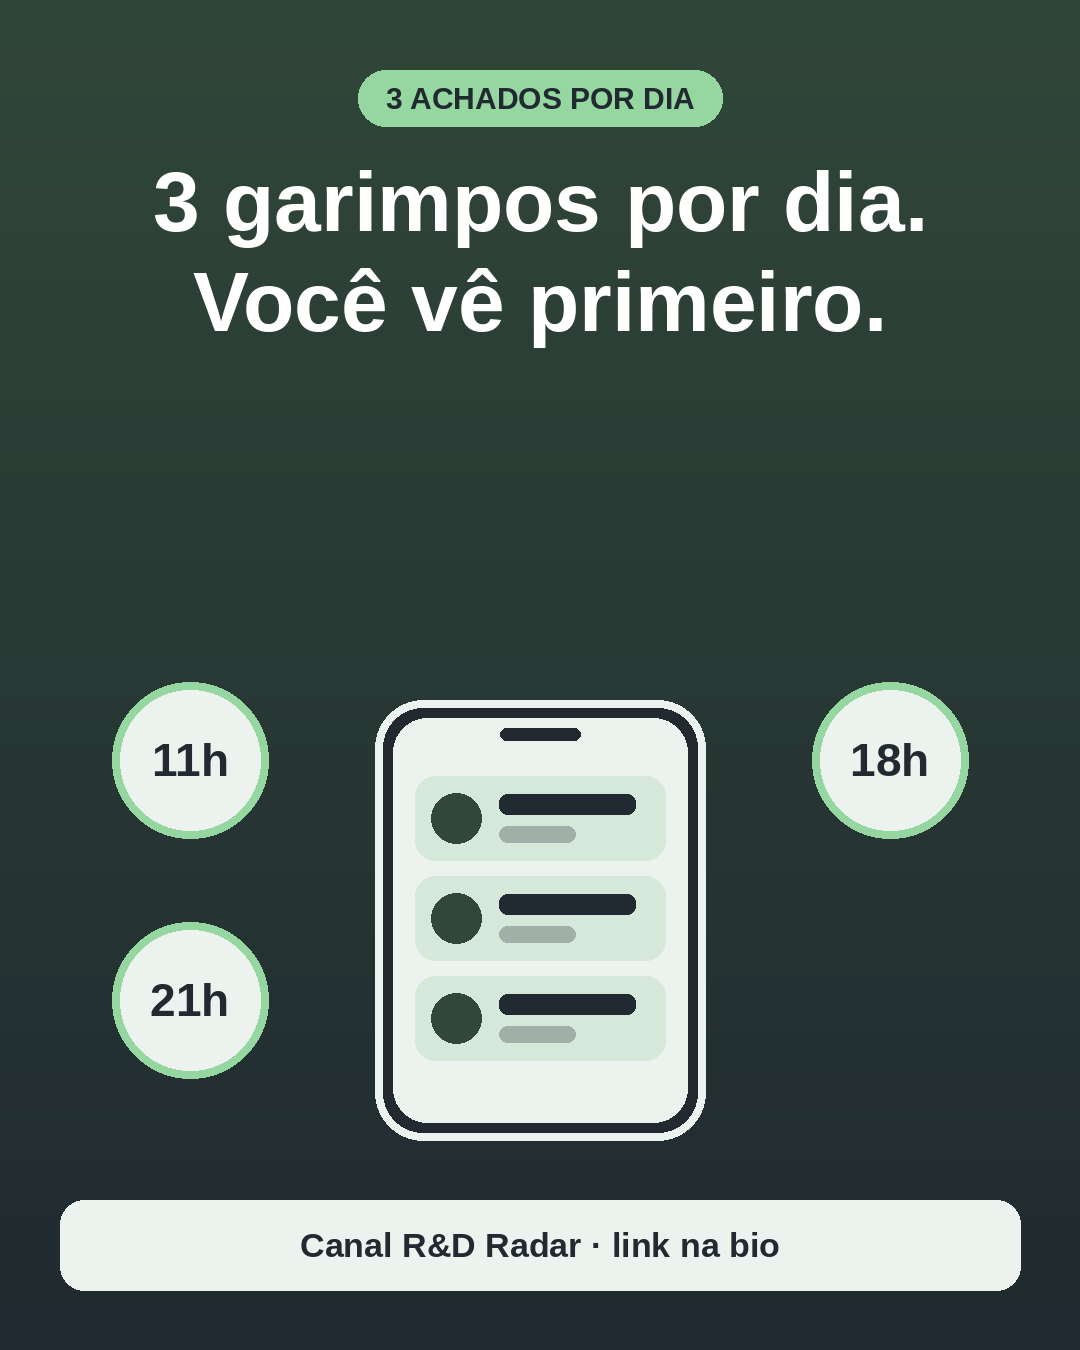 3 ACHADOS POR DIA
3 garimpos por dia.
Você vê primeiro.
11h
18h
21h
Canal R&D Radar · link na bio